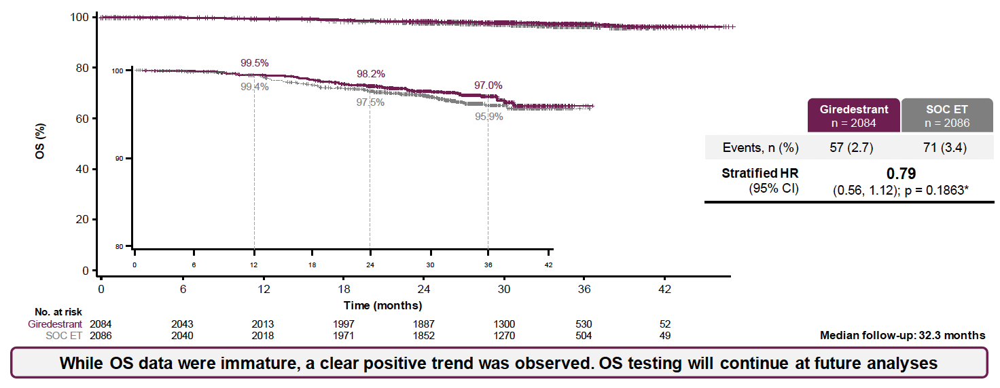 100
80
60
40
20
0
OS (%)
100
90
80
99.5%
99.4%
98.2%
97.5%
97.0%
95.9%
0 6 12 18 24 30 36 42
0 6 12 18 24 30 36 42
Time (months)
Giredestrant SOC ET
n = 2084 n = 2086
Events, n (%) 57 (2.7) 71 (3.4)
Stratified HR 0.79
(95% CI) (0.56, 1.12); p = 0.1863*
No. at risk
Giredestrant 2084 2043 2013 1997 1887 1300 530 52
SOC ET 2086 2040 2018 1971 1852 1270 504 49
Median follow-up: 32.3 months
While OS data were immature, a clear positive trend was observed. OS testing will continue at future analyses